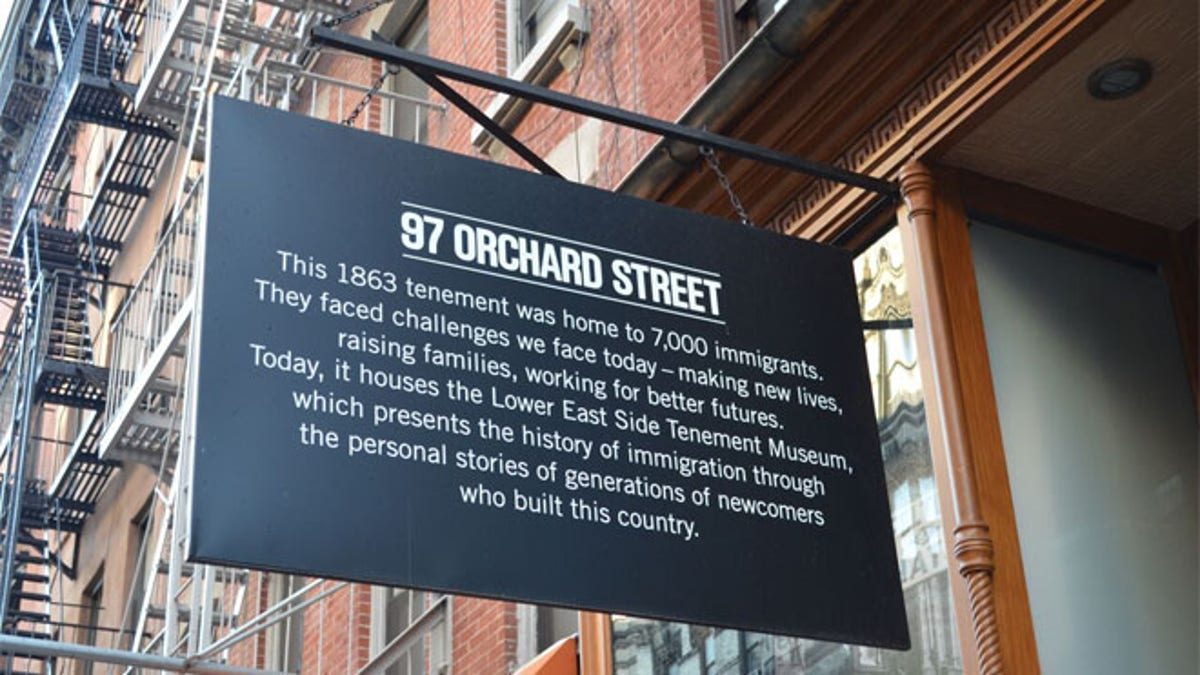 97 ORCHARD STREET
This 1863 tenement was home to 7,000 immigrants.
They faced challenges we face today – making new lives,
raising families, working for better futures.
Today, it houses the Lower East Side Tenement Museum,
which presents the history of immigration through
the personal stories of generations of newcomers
who built this country.